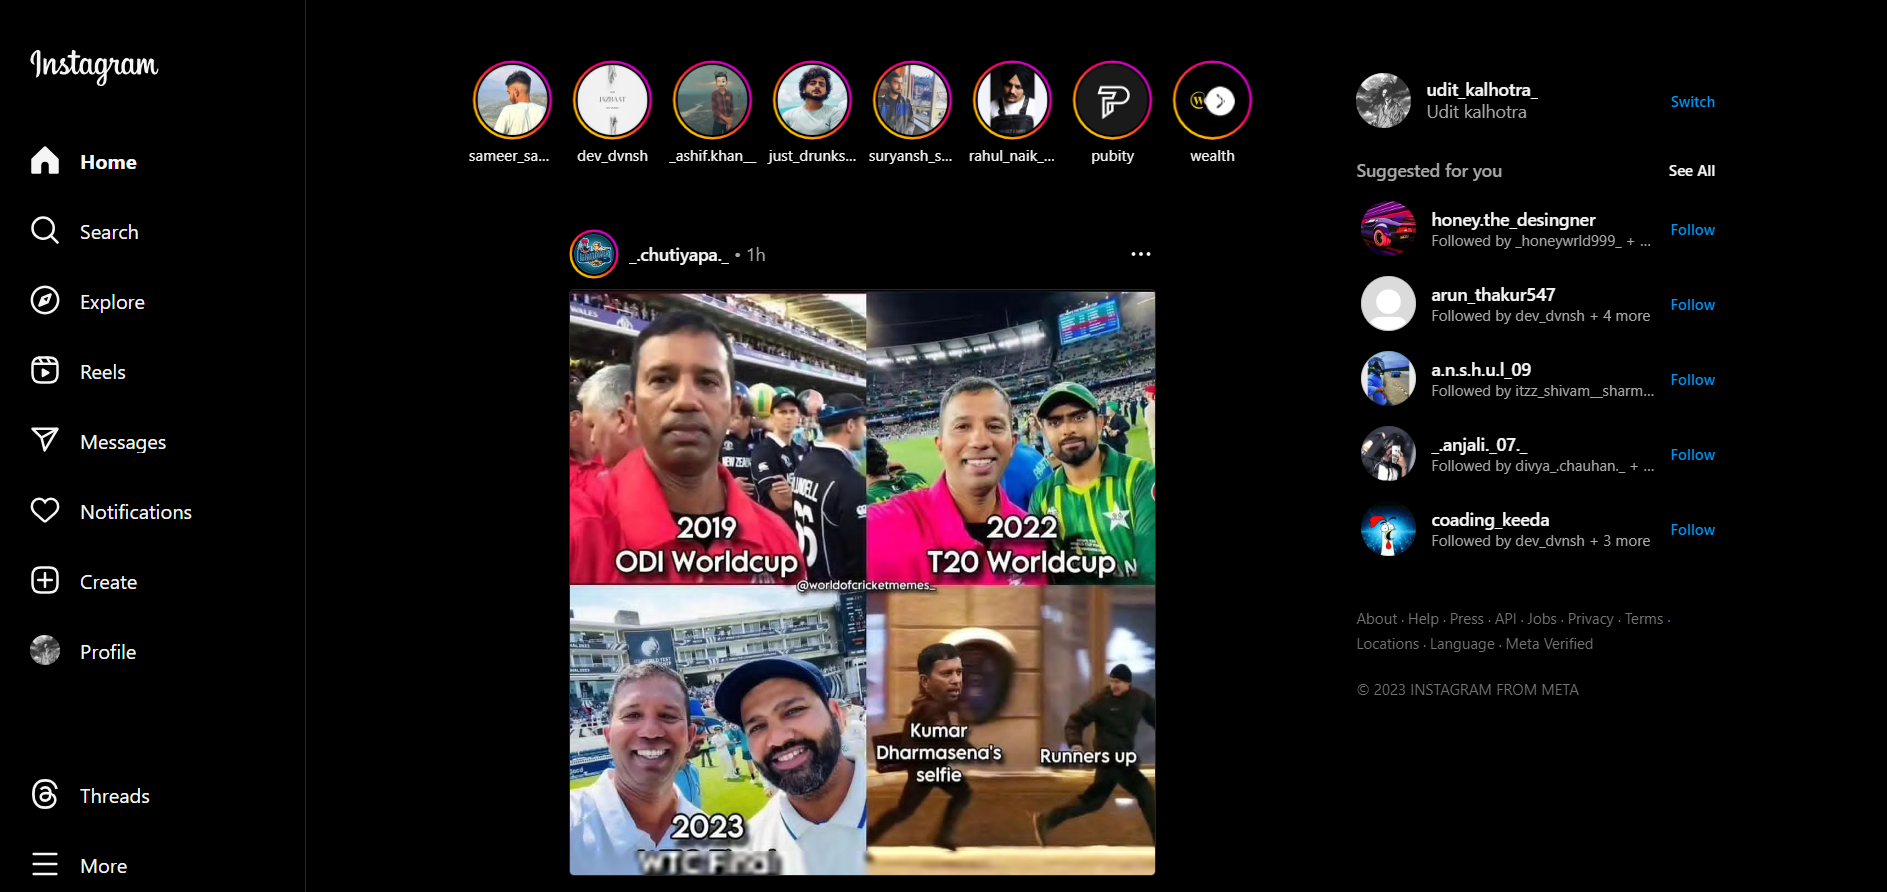 Instagram
Home
Search
Explore
Reels
Messages
Notifications
Create
Profile
Threads
More
sameer_sa...
dev_dvnsh
_ashif.khan__
just_drunks...
suryansh_s...
rahul_naik_...
pubity
wealth
_.chutiyapa._ • 1h
2019
ODI Worldcup
2022
T20 Worldcup
@worldofcricketmemes_
2023
WTC Final
Kumar
Dharmasena's
selfie
Runners up
udit_kalhotra_
Udit kalhotra
Switch
Suggested for you
See All
honey.the_desingner
Followed by _honeywrld999_ + ...
Follow
arun_thakur547
Followed by dev_dvnsh + 4 more
Follow
a.n.s.h.u.l_09
Followed by itzz_shivam__sharm...
Follow
_.anjali._07._
Followed by divya_.chauhan._ + ...
Follow
coading_keeda
Followed by dev_dvnsh + 3 more
Follow
About · Help · Press · API · Jobs · Privacy · Terms ·
Locations · Language · Meta Verified
© 2023 INSTAGRAM FROM META